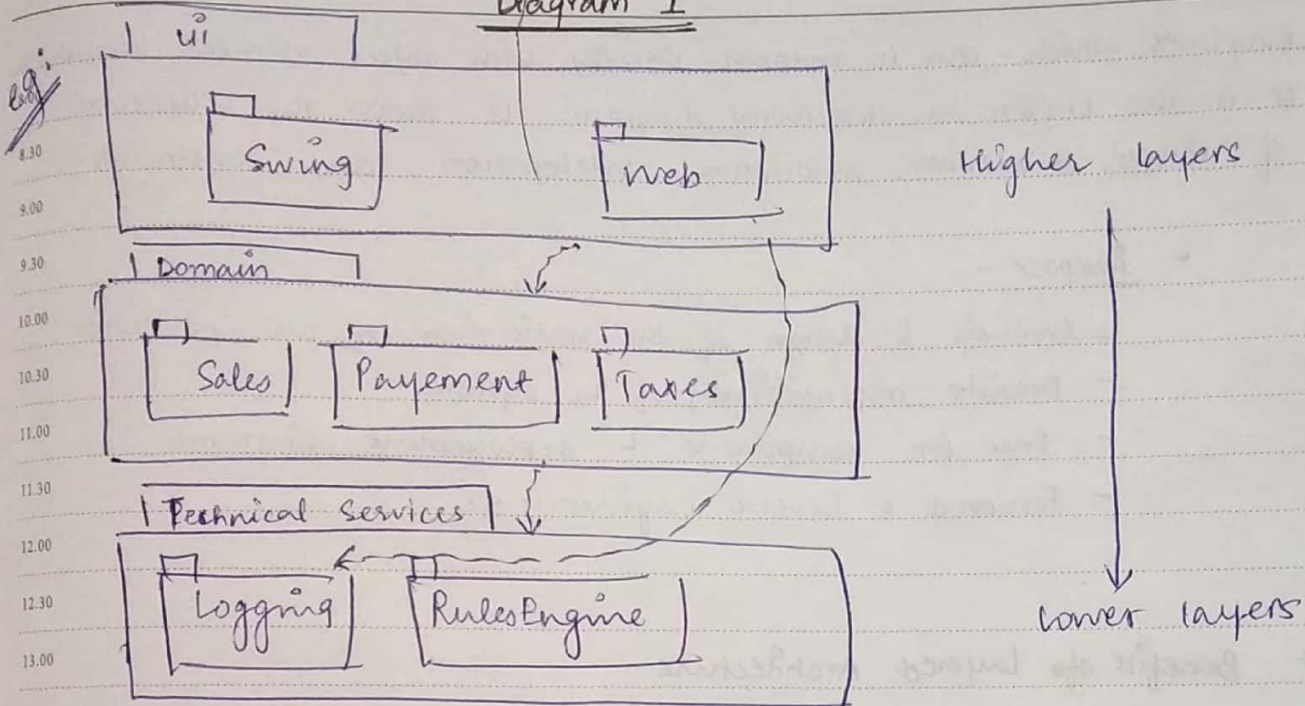 Diagram 1
eg:
UI
Swing
Web
Higher layers
Domain
Sales
Payement
Taxes
Technical Services
Logging
RulesEngine
Lower layers
8.30
9.00
9.30
10.00
10.30
11.00
11.30
12.00
12.30
13.00